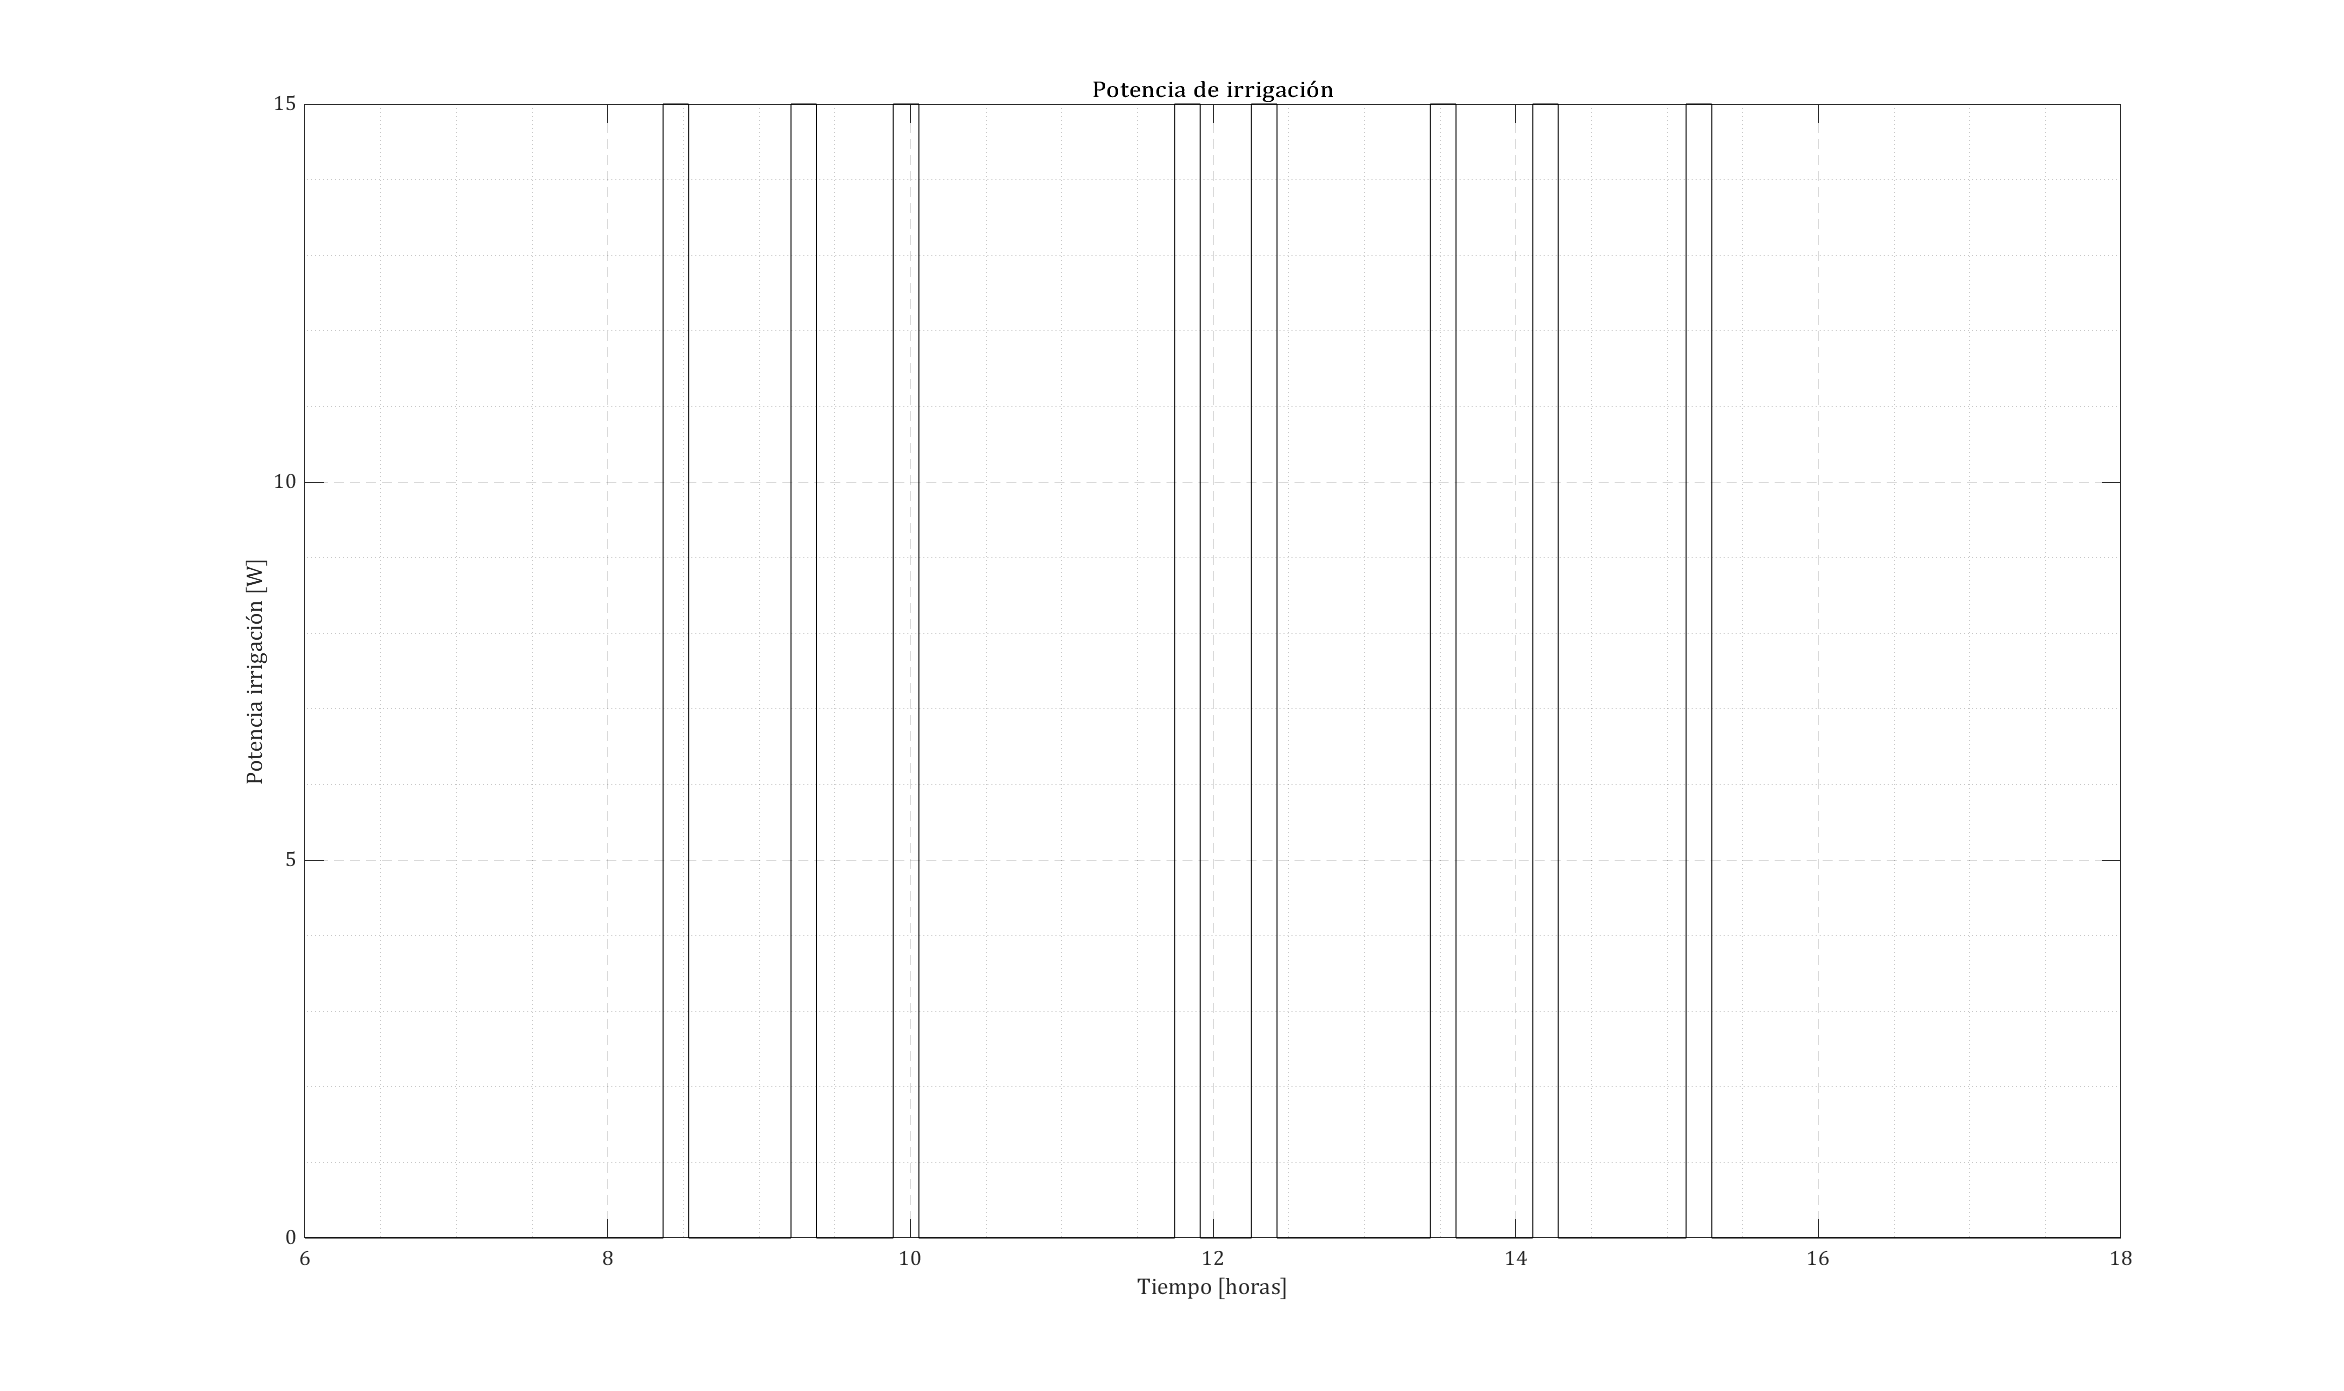 Potencia de irrigación
15
10
5
0
Potencia irrigación [W]
6 8 10 12 14 16 18
Tiempo [horas]